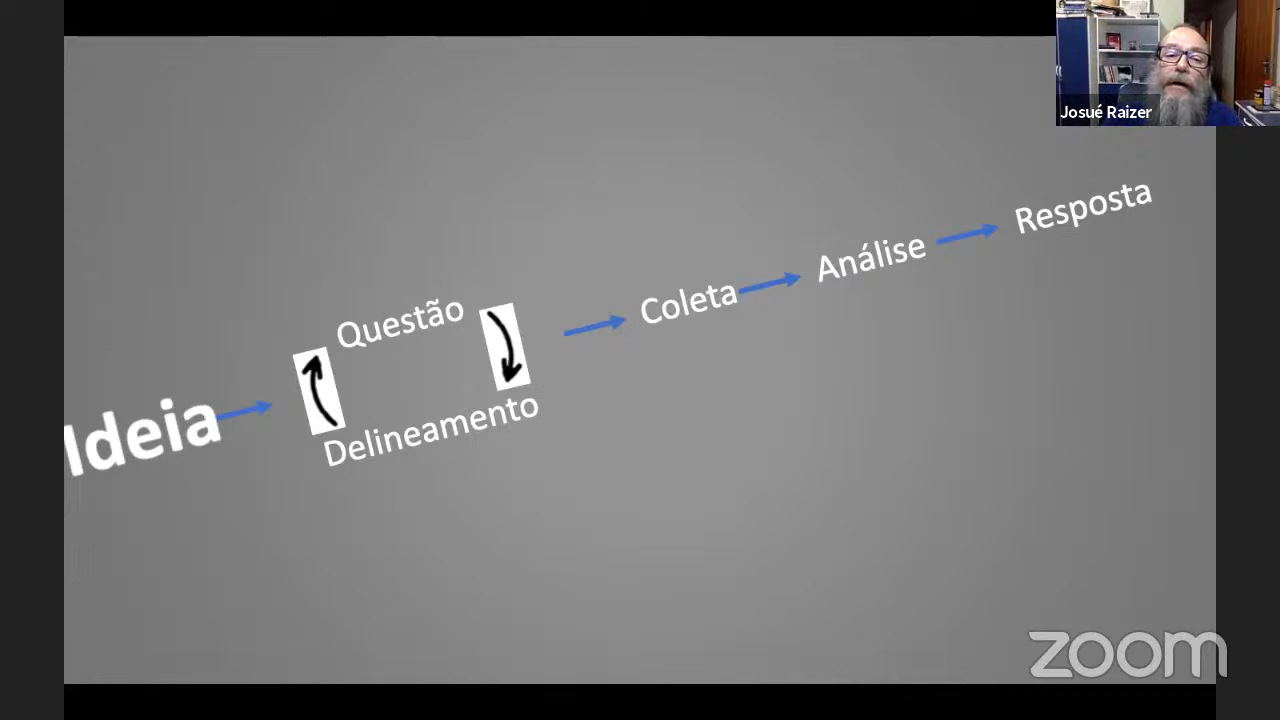 Josué Raizer
Ideia
Questão
Delineamento
Coleta
Análise
Resposta
zoom